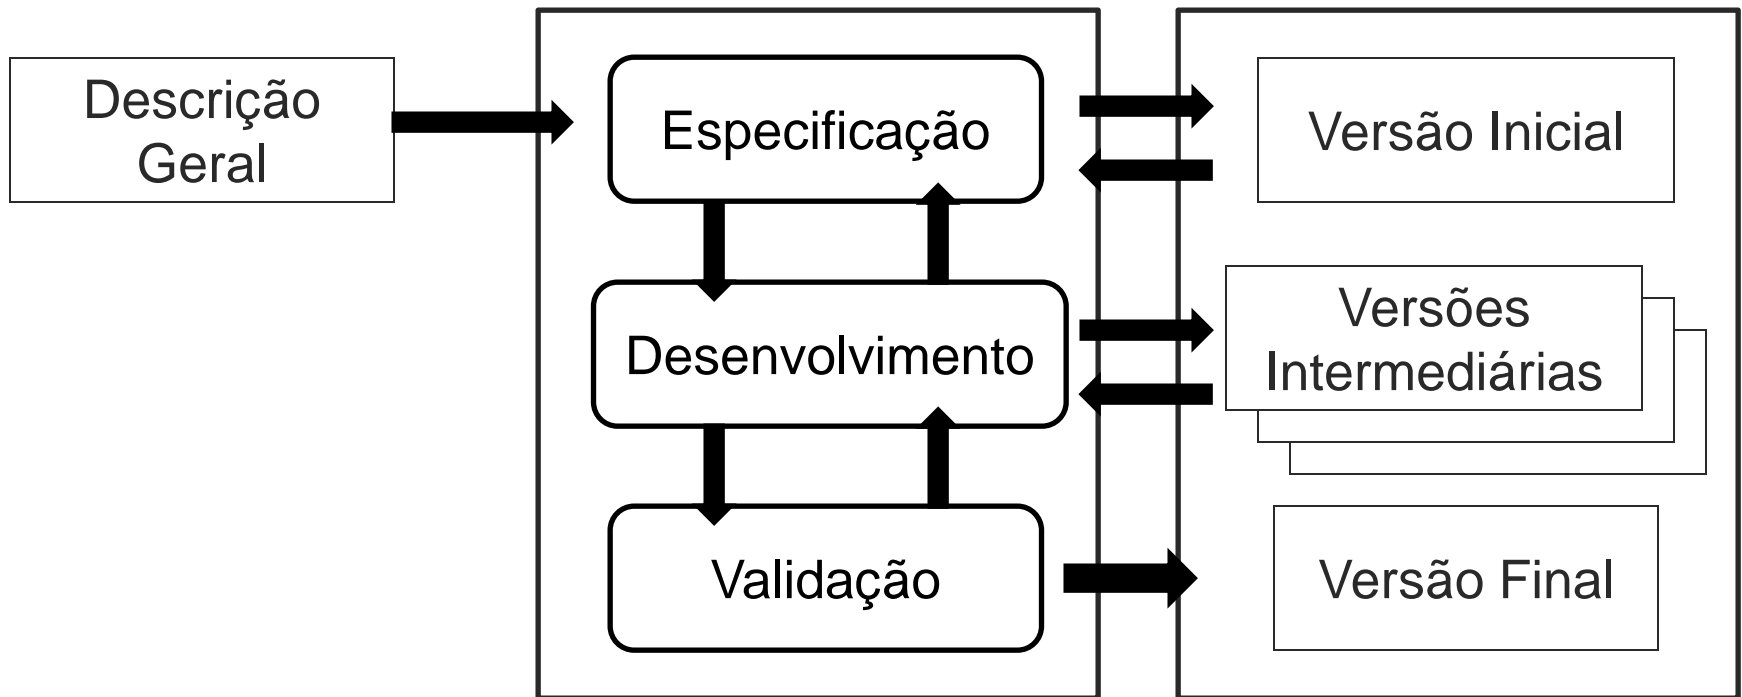 Descrição
Geral
Especificação
Desenvolvimento
Validação
Versão Inicial
Versões
Intermediárias
Versão Final